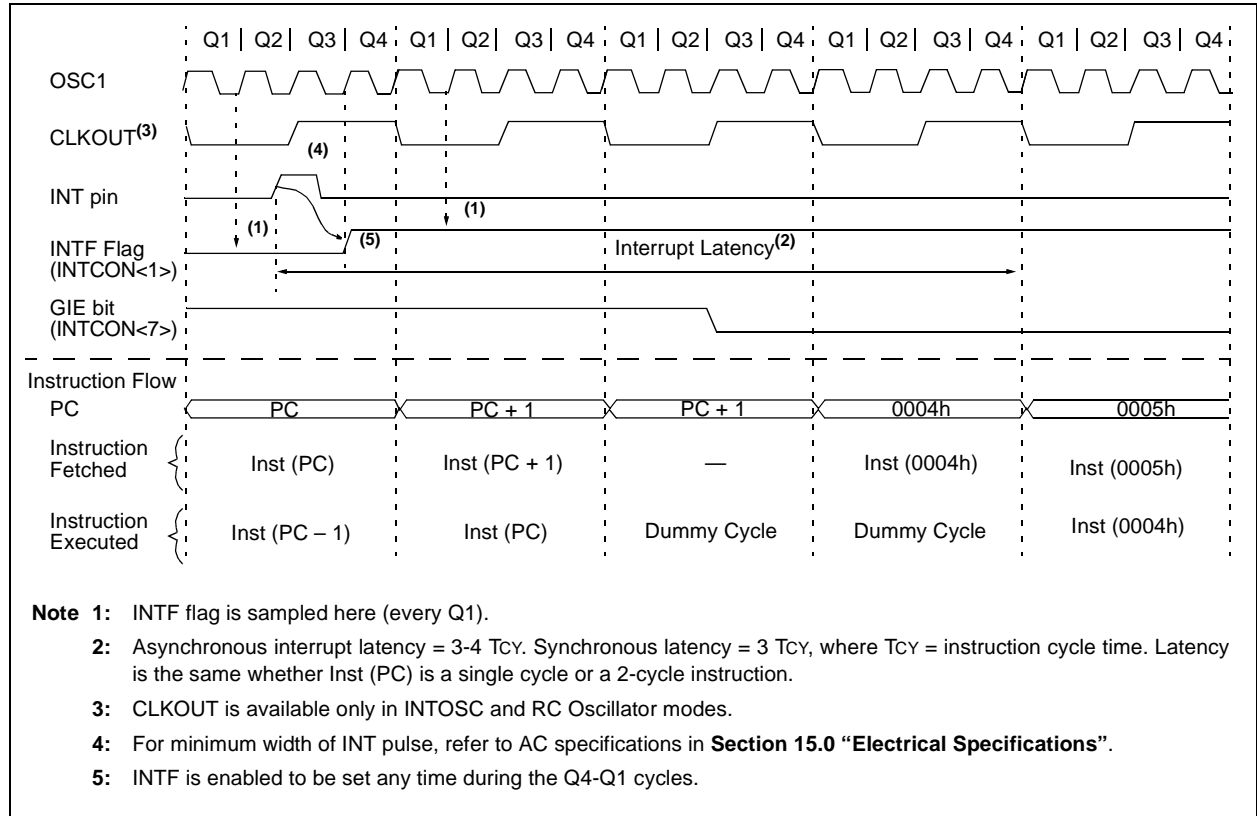 Q1 | Q2 | Q3 | Q4 Q1 | Q2 | Q3 | Q4 Q1 | Q2 | Q3 | Q4 Q1 | Q2 | Q3 | Q4 Q1 | Q2 | Q3 | Q4
OSC1
CLKOUT(3)
(4)
INT pin
(1) (1)
(5)
INTF Flag
(INTCON<1>)
Interrupt Latency(2)
GIE bit
(INTCON<7>)
Instruction Flow
PC PC PC + 1 PC + 1 0004h 0005h
Instruction
Fetched
Inst (PC) Inst (PC + 1) — Inst (0004h) Inst (0005h)
Instruction
Executed
Inst (PC – 1) Inst (PC) Dummy Cycle Dummy Cycle Inst (0004h)
Note 1: INTF flag is sampled here (every Q1).
2: Asynchronous interrupt latency = 3-4 TCY. Synchronous latency = 3 TCY, where TCY = instruction cycle time. Latency
is the same whether Inst (PC) is a single cycle or a 2-cycle instruction.
3: CLKOUT is available only in INTOSC and RC Oscillator modes.
4: For minimum width of INT pulse, refer to AC specifications in Section 15.0 “Electrical Specifications”.
5: INTF is enabled to be set any time during the Q4-Q1 cycles.